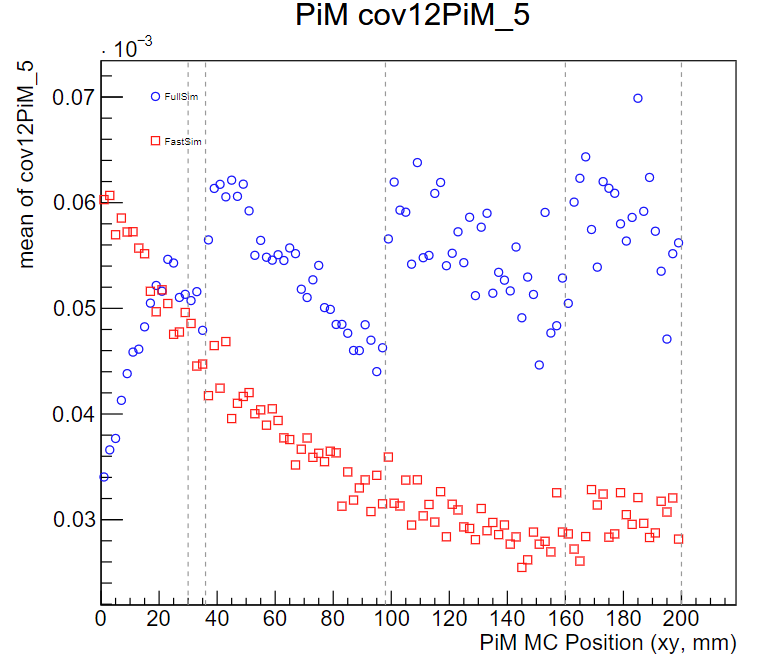 PiM cov12PiM_5
· 10⁻³
mean of cov12PiM_5
0.07
0.06
0.05
0.04
0.03
FullSim
FastSim
0 20 40 60 80 100 120 140 160 180 200
PiM MC Position (xy, mm)